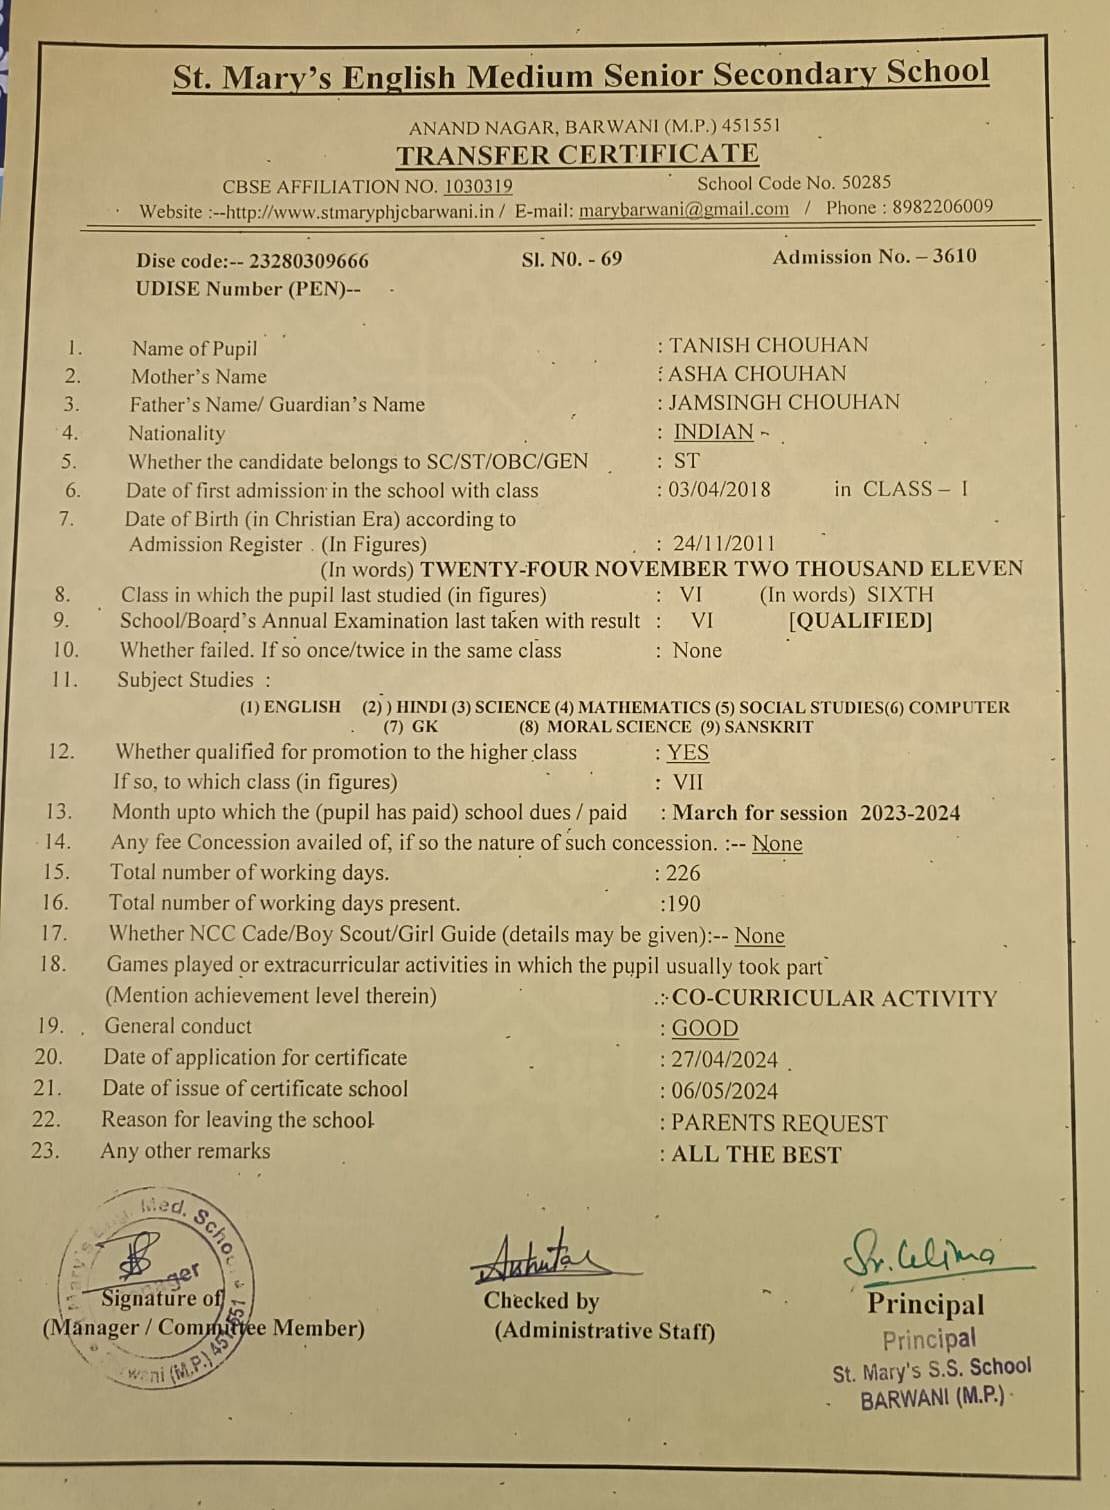 St. Mary's English Medium Senior Secondary School
ANAND NAGAR, BARWANI (M.P.) 451551
TRANSFER CERTIFICATE
CBSE AFFILIATION NO. 1030319 School Code No. 50285
Website :--http://www.stmaryphjcbarwani.in / E-mail: marybarwani@gmail.com / Phone : 8982206009
Dise code:-- 23280309666 Sl. N0. - 69 Admission No. – 3610
UDISE Number (PEN)-- -
1. Name of Pupil : TANISH CHOUHAN
2. Mother's Name : ASHA CHOUHAN
3. Father's Name/ Guardian's Name : JAMSINGH CHOUHAN
4. Nationality : INDIAN -
5. Whether the candidate belongs to SC/ST/OBC/GEN : ST
6. Date of first admission in the school with class : 03/04/2018 in CLASS – I
7. Date of Birth (in Christian Era) according to
Admission Register (In Figures) : 24/11/2011
(In words) TWENTY-FOUR NOVEMBER TWO THOUSAND ELEVEN
8. Class in which the pupil last studied (in figures) : VI (In words) SIXTH
9. School/Board's Annual Examination last taken with result : VI [QUALIFIED]
10. Whether failed. If so once/twice in the same class : None
11. Subject Studies :
(1) ENGLISH (2) ) HINDI (3) SCIENCE (4) MATHEMATICS (5) SOCIAL STUDIES(6) COMPUTER
(7) GK (8) MORAL SCIENCE (9) SANSKRIT
12. Whether qualified for promotion to the higher class : YES
If so, to which class (in figures) : VII
13. Month upto which the (pupil has paid) school dues / paid : March for session 2023-2024
14. Any fee Concession availed of, if so the nature of such concession. :-- None
15. Total number of working days. : 226
16. Total number of working days present. :190
17. Whether NCC Cade/Boy Scout/Girl Guide (details may be given):-- None
18. Games played or extracurricular activities in which the pupil usually took part
(Mention achievement level therein) :- CO-CURRICULAR ACTIVITY
19. General conduct : GOOD
20. Date of application for certificate : 27/04/2024
21. Date of issue of certificate school : 06/05/2024
22. Reason for leaving the school : PARENTS REQUEST
23. Any other remarks : ALL THE BEST
Mary's Med. School
Manager
Barwani (M.P.) 451551
Sr. Celima
Signature of Checked by Principal
(Manager / Committee Member) (Administrative Staff)
Principal
St. Mary's S.S. School
BARWANI (M.P.)